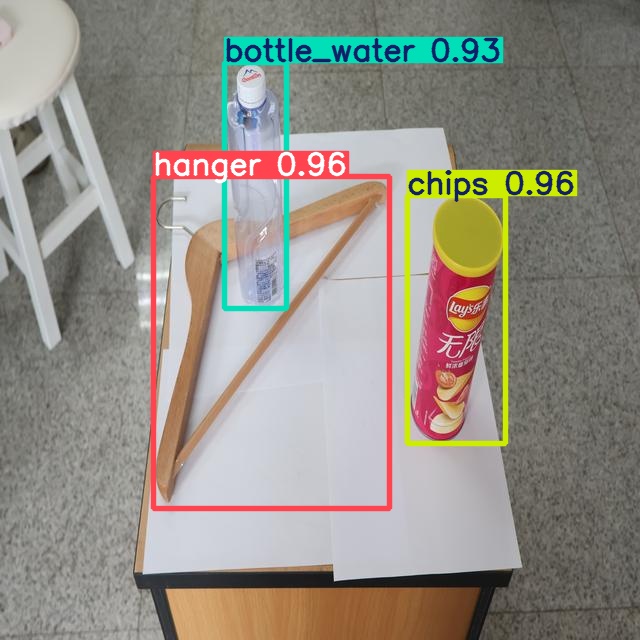 bottle_water 0.93
hanger 0.96
chips 0.96
Lay's乐事
无限